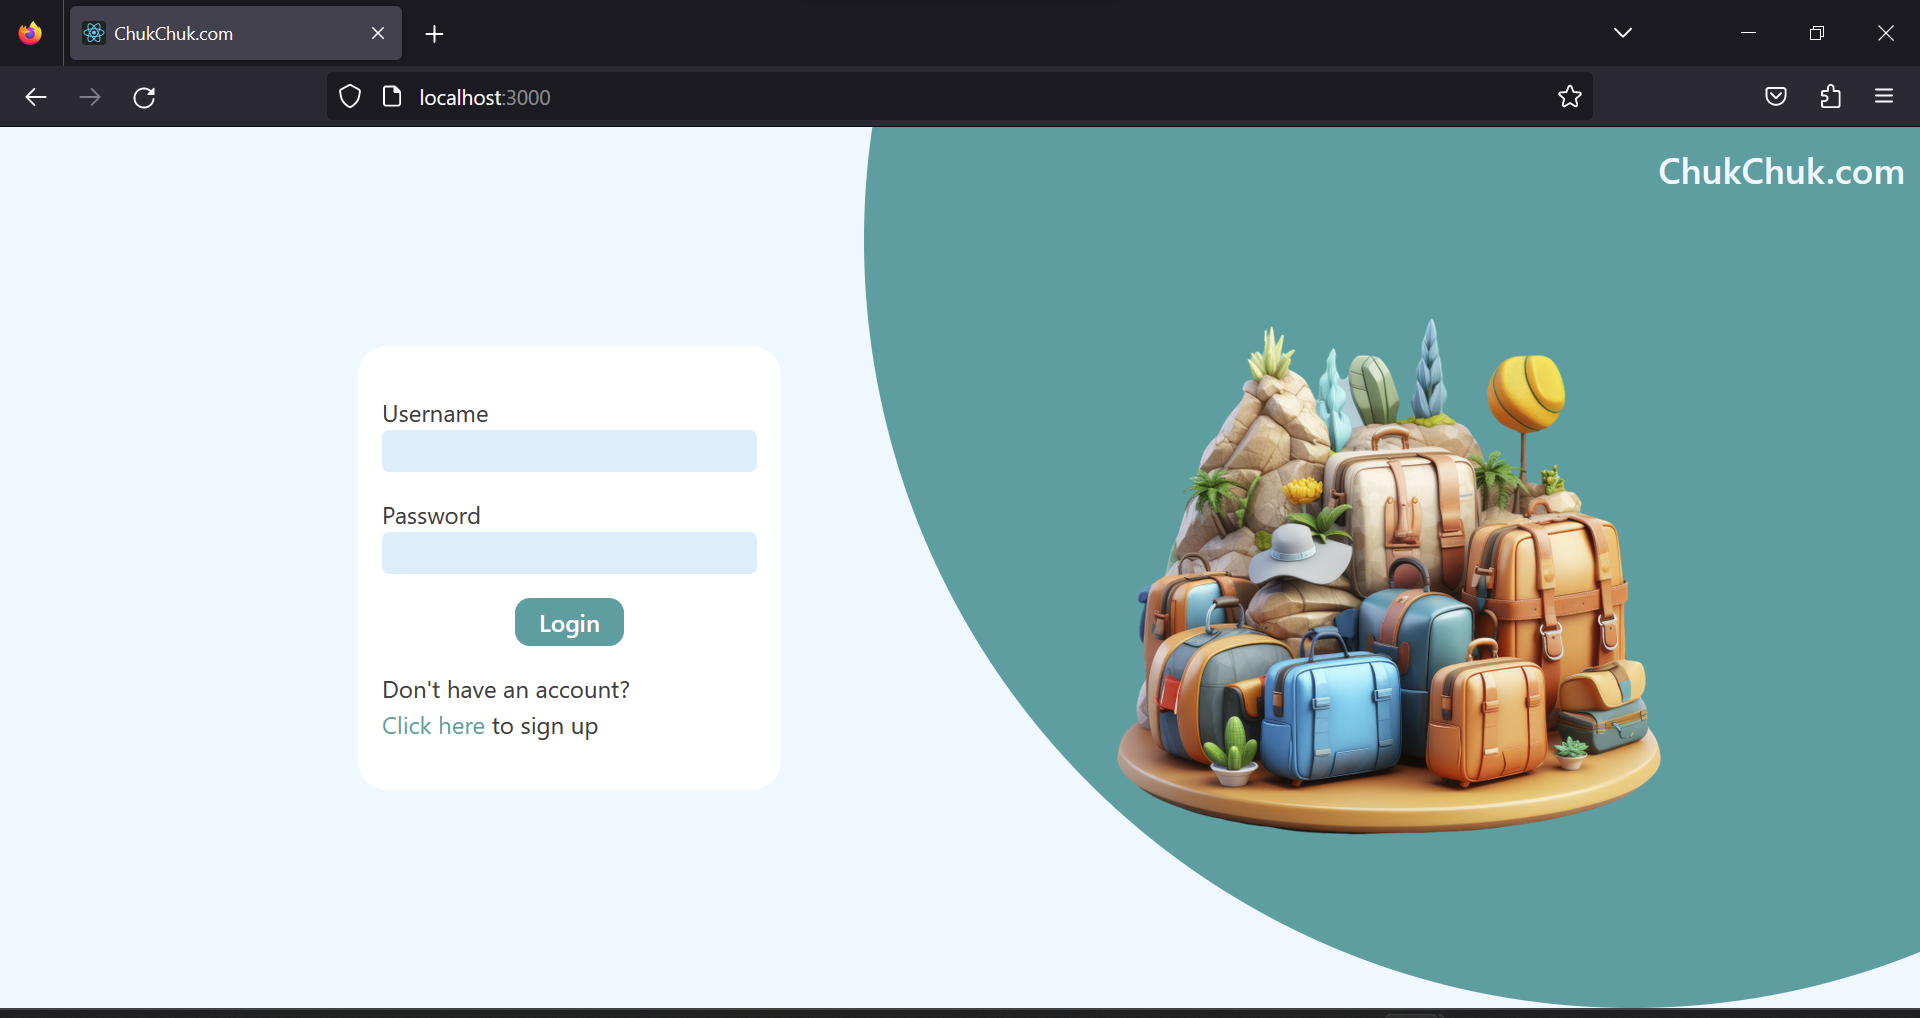 ChukChuk.com
localhost:3000
ChukChuk.com
Username
Password
Login
Don't have an account?
Click here to sign up